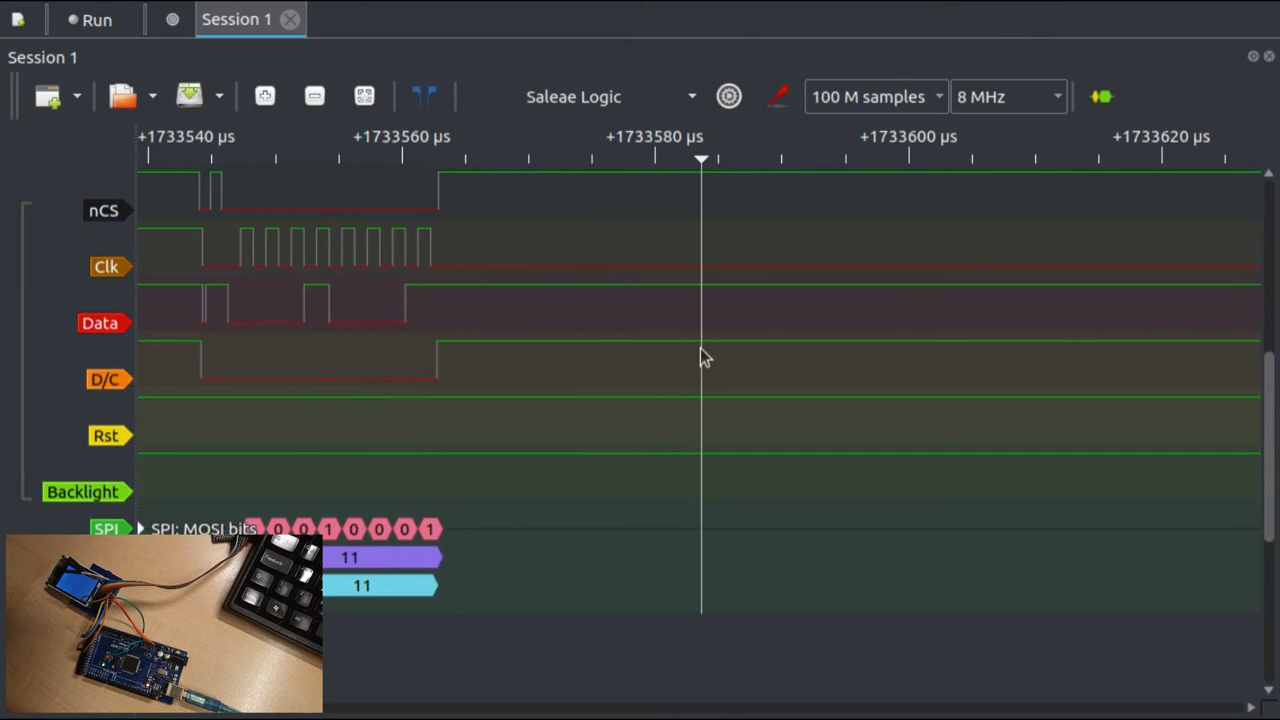 Run
Session 1
Session 1
Saleae Logic
100 M samples
8 MHz
+1733540 µs
+1733560 µs
+1733580 µs
+1733600 µs
+1733620 µs
nCS
Clk
Data
D/C
Rst
Backlight
SPI
SPI: MOSI bits
0 0 1 0 0 0 1
11
11